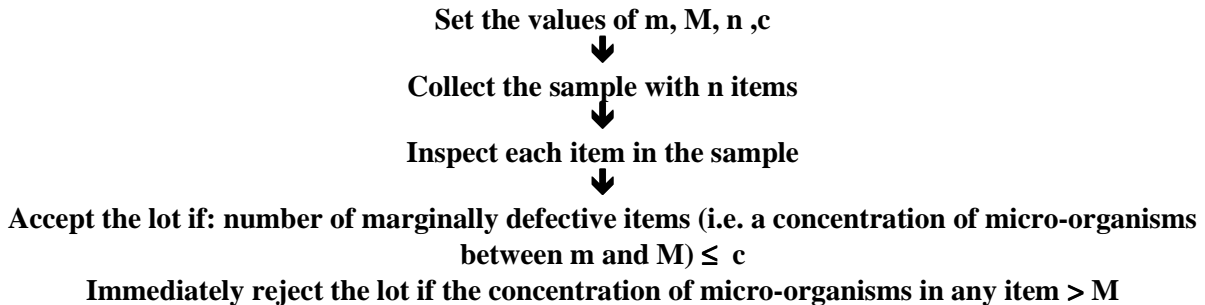 Set the values of m, M, n ,c
Collect the sample with n items
Inspect each item in the sample
Accept the lot if: number of marginally defective items (i.e. a concentration of micro-organisms
between m and M) ≤ c
Immediately reject the lot if the concentration of micro-organisms in any item > M